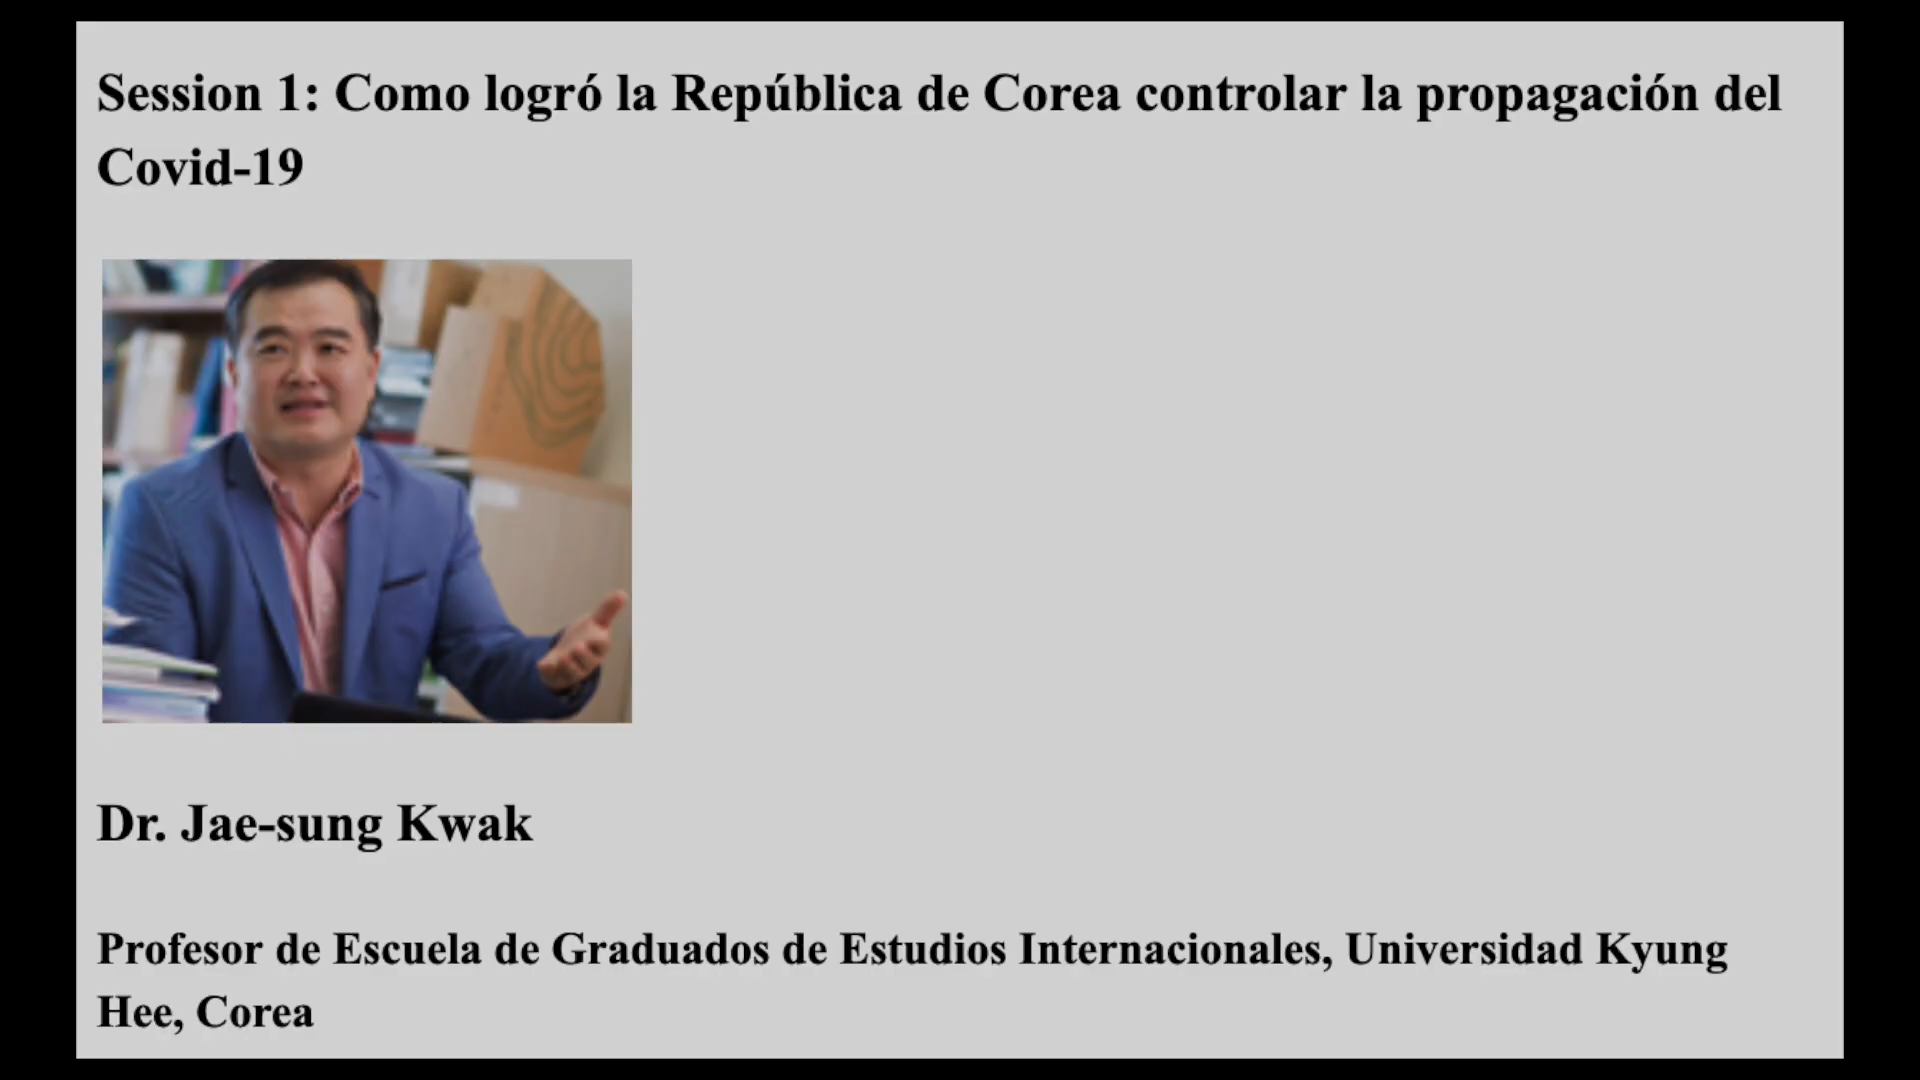 Session 1: Como logró la República de Corea controlar la propagación del
Covid-19
Dr. Jae-sung Kwak
Profesor de Escuela de Graduados de Estudios Internacionales, Universidad Kyung
Hee, Corea